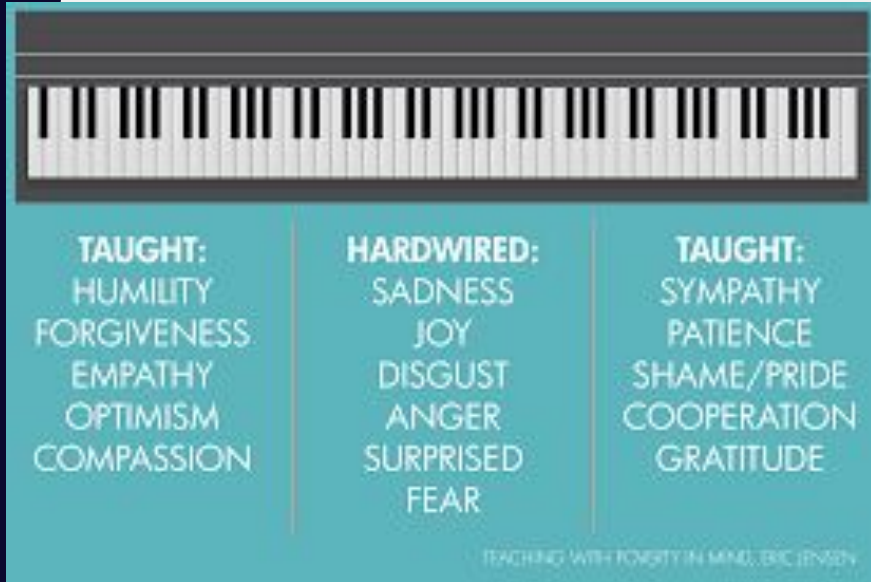 TAUGHT:
HUMILITY
FORGIVENESS
EMPATHY
OPTIMISM
COMPASSION
HARDWIRED:
SADNESS
JOY
DISGUST
ANGER
SURPRISED
FEAR
TAUGHT:
SYMPATHY
PATIENCE
SHAME/PRIDE
COOPERATION
GRATITUDE
TEACHING WITH POVERTY IN MIND, ERIC JENSEN